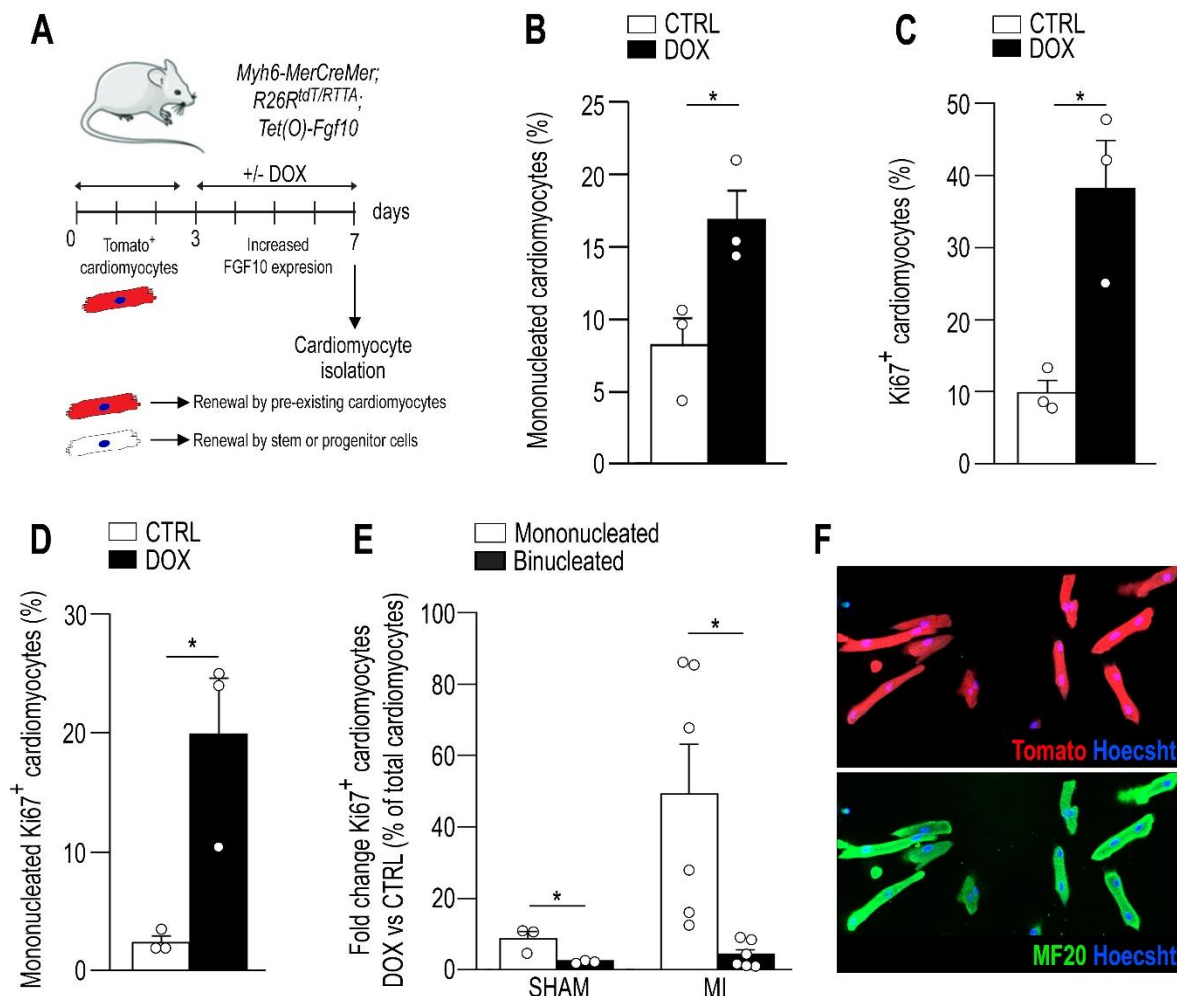 A
Myh6-MerCreMer;
R26R^tdT/RTTA;
Tet(O)-Fgf10
+/- DOX
0 3 7 days
Tomato+
cardiomyocytes
Increased
FGF10 expresion
Cardiomyocyte
isolation
Renewal by pre-existing cardiomyocytes
Renewal by stem or progenitor cells
B
CTRL
DOX
Mononucleated cardiomyocytes (%)
25
20
15
10
5
0
*
C
CTRL
DOX
Ki67+ cardiomyocytes (%)
50
40
30
20
10
0
*
D
CTRL
DOX
Mononucleated Ki67+ cardiomyocytes (%)
30
20
10
0
*
E
Mononucleated
Binucleated
Fold change Ki67+ cardiomyocytes
DOX vs CTRL (% of total cardiomyocytes)
100
80
60
40
20
0
*
*
SHAM MI
F
Tomato Hoecsht
MF20 Hoecsht